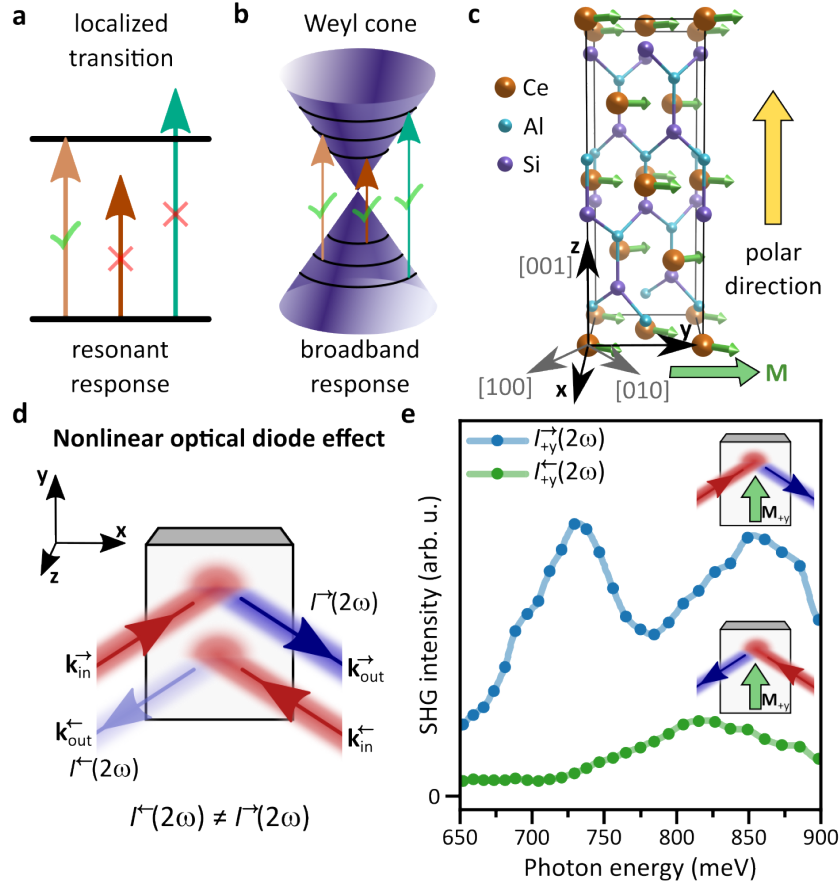 a
localized
transition
resonant
response
b
Weyl cone
broadband
response
c
Ce
Al
Si
z
[001]
y
[100]
x
[010]
M
polar
direction
d
Nonlinear optical diode effect
y
x
z
I→(2ω)
k→in
k→out
k←out
k←in
I←(2ω)
I←(2ω) ≠ I→(2ω)
e
I→+y(2ω)
I←+y(2ω)
M+y
M+y
SHG intensity (arb. u.)
0
650 700 750 800 850 900
Photon energy (meV)